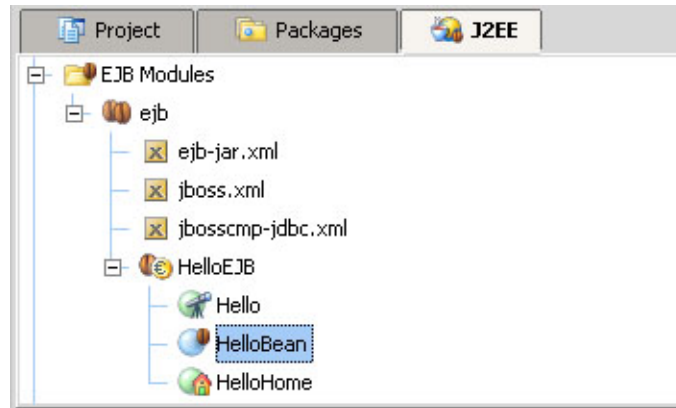 Project Packages J2EE
EJB Modules
ejb
ejb-jar.xml
jboss.xml
jbosscmp-jdbc.xml
HelloEJB
Hello
HelloBean
HelloHome